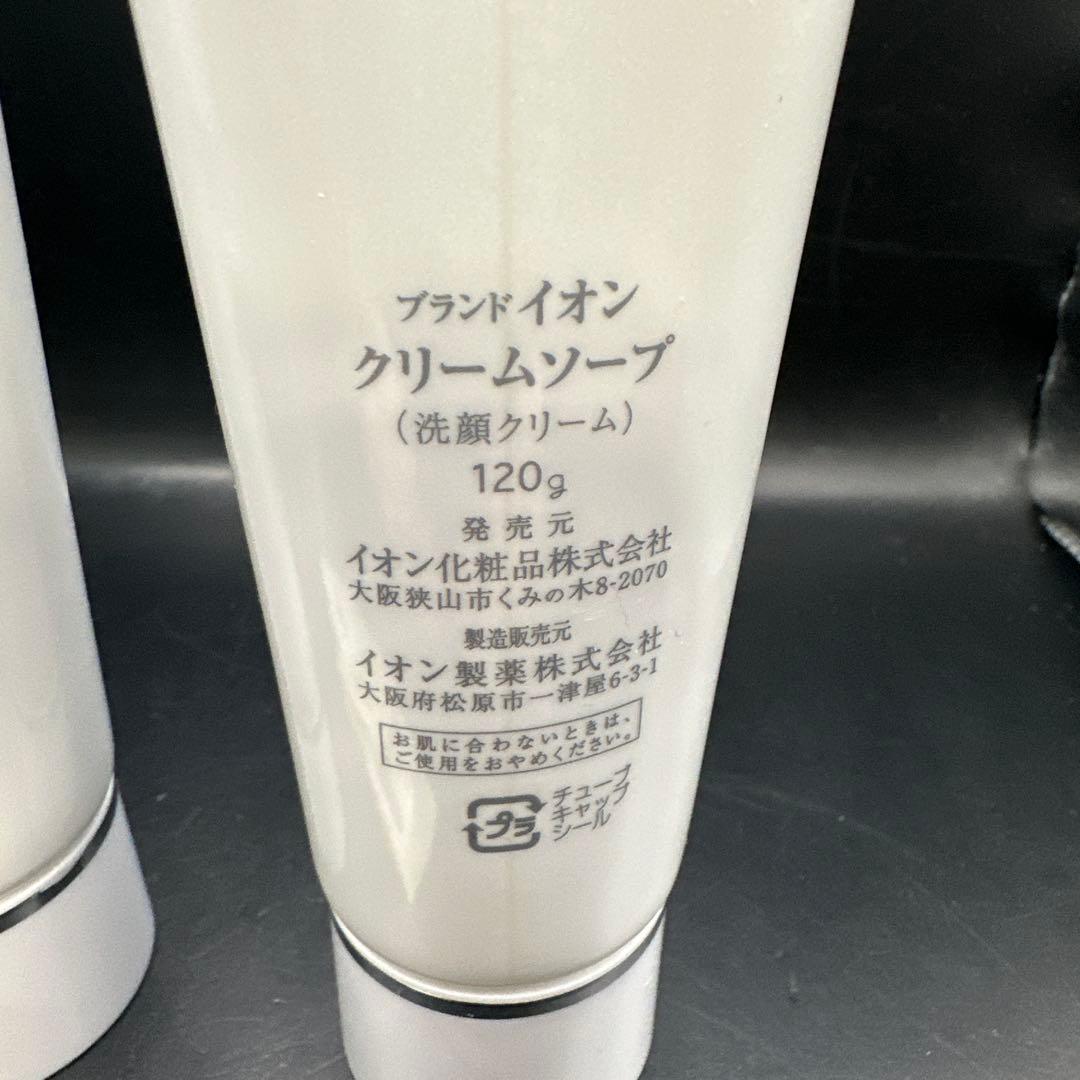 ブランドイオン
クリームソープ
（洗顔クリーム）
120g
発売元
イオン化粧品株式会社
大阪狭山市くみの木8-2070
製造販売元
イオン製薬株式会社
大阪府松原市一津屋6-3-1
お肌に合わないときは、
ご使用をおやめください。
プラ
チューブ
キャップ
シール